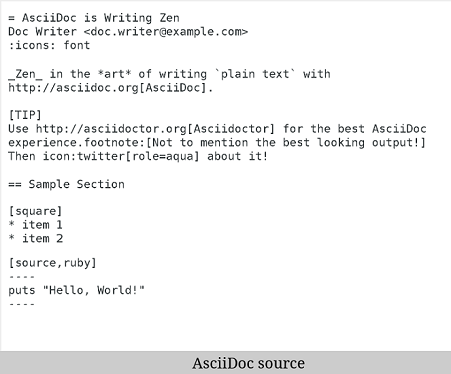 = AsciiDoc is Writing Zen
Doc Writer <doc.writer@example.com>
:icons: font
_Zen_ in the *art* of writing `plain text` with
http://asciidoc.org[AsciiDoc].
[TIP]
Use http://asciidoctor.org[Asciidoctor] for the best AsciiDoc
experience.footnote:[Not to mention the best looking output!]
Then icon:twitter[role=aqua] about it!
== Sample Section
[square]
* item 1
* item 2
[source,ruby]
----
puts "Hello, World!"
----
AsciiDoc source